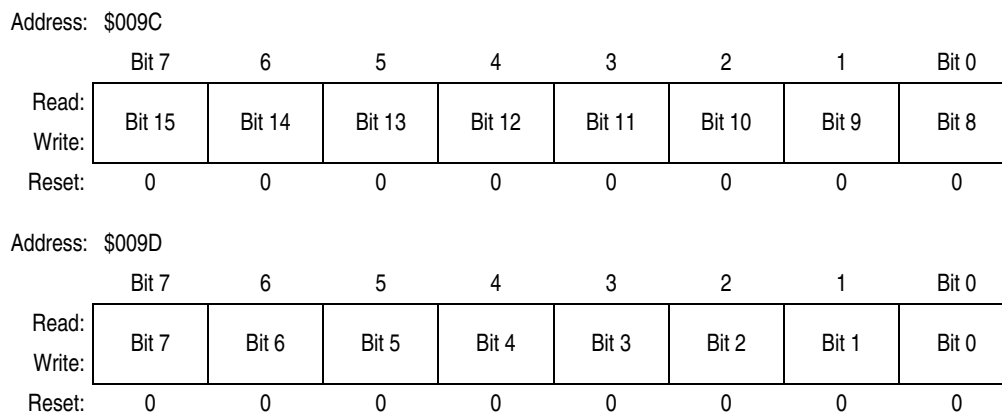 Address: $009C
Bit 7 6 5 4 3 2 1 Bit 0
Read:
Bit 15 Bit 14 Bit 13 Bit 12 Bit 11 Bit 10 Bit 9 Bit 8
Write:
Reset: 0 0 0 0 0 0 0 0
Address: $009D
Bit 7 6 5 4 3 2 1 Bit 0
Read:
Bit 7 Bit 6 Bit 5 Bit 4 Bit 3 Bit 2 Bit 1 Bit 0
Write:
Reset: 0 0 0 0 0 0 0 0